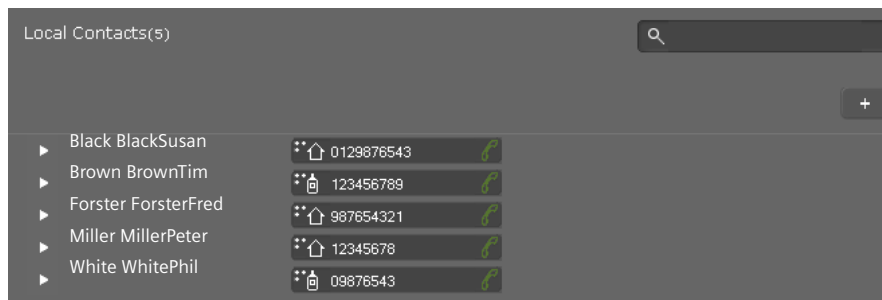 Local Contacts(5)
+
Black BlackSusan 0129876543
Brown BrownTim 123456789
Forster ForsterFred 987654321
Miller MillerPeter 12345678
White WhitePhil 09876543